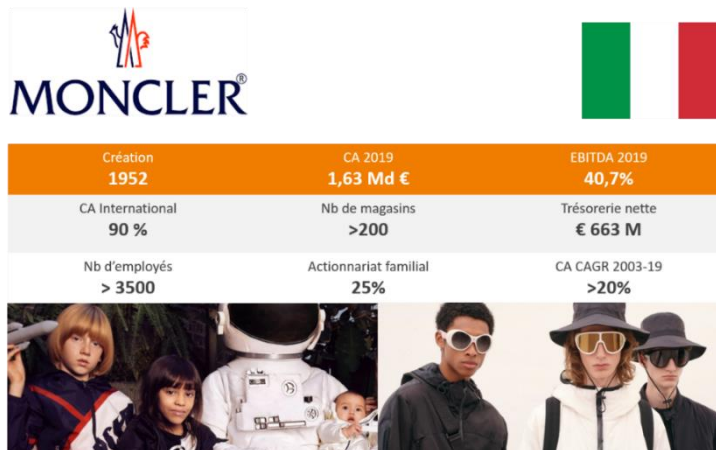 MONCLER®
Création
CA 2019
EBITDA 2019
1952
1,63 Md €
40,7%
CA International
Nb de magasins
Trésorerie nette
90 %
>200
€ 663 M
Nb d'employés
Actionnariat familial
CA CAGR 2003-19
> 3500
25%
>20%